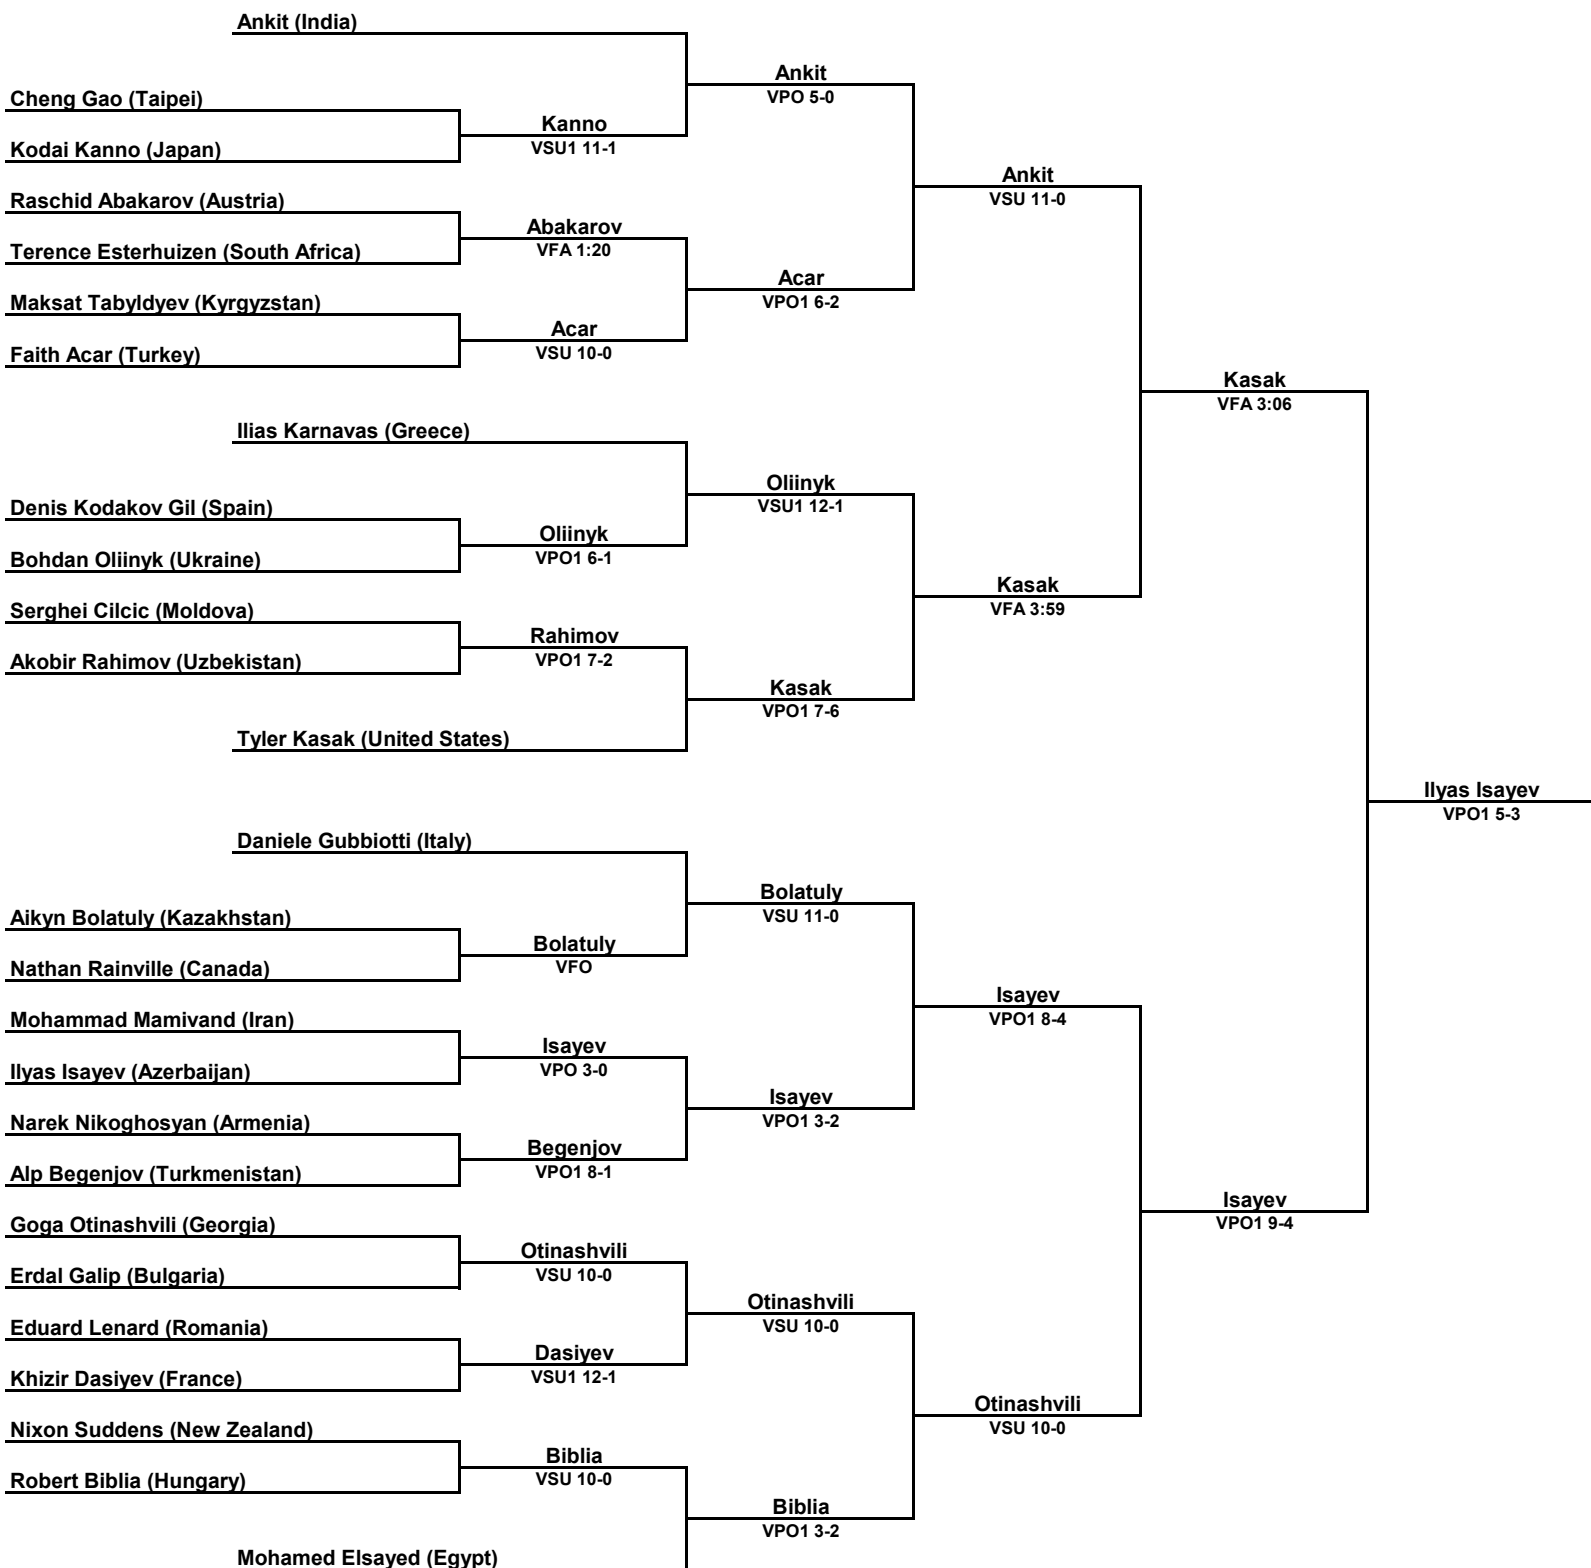 Ankit (India)
Ankit
VPO 5-0
Cheng Gao (Taipei)
Kanno
VSU1 11-1
Kodai Kanno (Japan)
Ankit
VSU 11-0
Raschid Abakarov (Austria)
Abakarov
VFA 1:20
Terence Esterhuizen (South Africa)
Acar
VPO1 6-2
Maksat Tabyldyev (Kyrgyzstan)
Acar
VSU 10-0
Faith Acar (Turkey)
Kasak
VFA 3:06
Ilias Karnavas (Greece)
Oliinyk
VSU1 12-1
Denis Kodakov Gil (Spain)
Oliinyk
VPO1 6-1
Bohdan Oliinyk (Ukraine)
Kasak
VFA 3:59
Serghei Cilcic (Moldova)
Rahimov
VPO1 7-2
Akobir Rahimov (Uzbekistan)
Kasak
VPO1 7-6
Tyler Kasak (United States)
Ilyas Isayev
VPO1 5-3
Daniele Gubbiotti (Italy)
Bolatuly
VSU 11-0
Aikyn Bolatuly (Kazakhstan)
Bolatuly
VFO
Nathan Rainville (Canada)
Isayev
VPO1 8-4
Mohammad Mamivand (Iran)
Isayev
VPO 3-0
Ilyas Isayev (Azerbaijan)
Isayev
VPO1 3-2
Narek Nikoghosyan (Armenia)
Begenjov
VPO1 8-1
Alp Begenjov (Turkmenistan)
Isayev
VPO1 9-4
Goga Otinashvili (Georgia)
Otinashvili
VSU 10-0
Erdal Galip (Bulgaria)
Otinashvili
VSU 10-0
Eduard Lenard (Romania)
Dasiyev
VSU1 12-1
Khizir Dasiyev (France)
Otinashvili
VSU 10-0
Nixon Suddens (New Zealand)
Biblia
VSU 10-0
Robert Biblia (Hungary)
Biblia
VPO1 3-2
Mohamed Elsayed (Egypt)